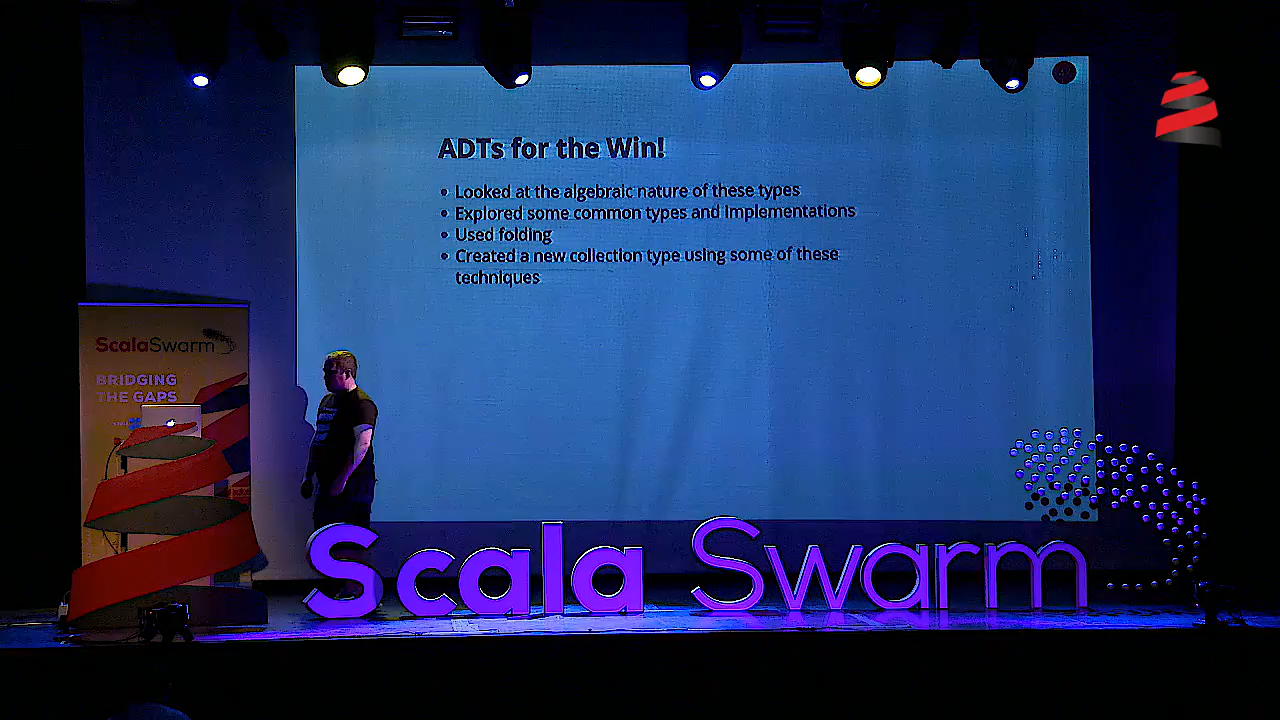 ADTs for the Win!
• Looked at the algebraic nature of these types
• Explored some common types and Implementations
• Used folding
• Created a new collection type using some of these
techniques
ScalaSwarm
BRIDGING
THE GAPS
Scala Swarm